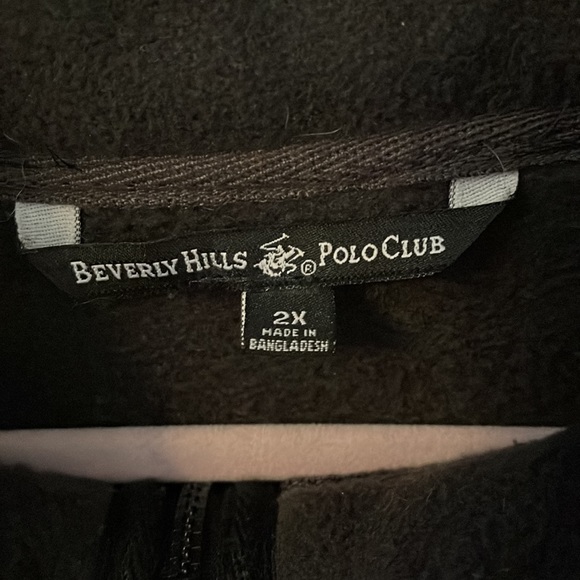 BEVERLY HILLS ® POLO CLUB
2X
MADE IN
BANGLADESH